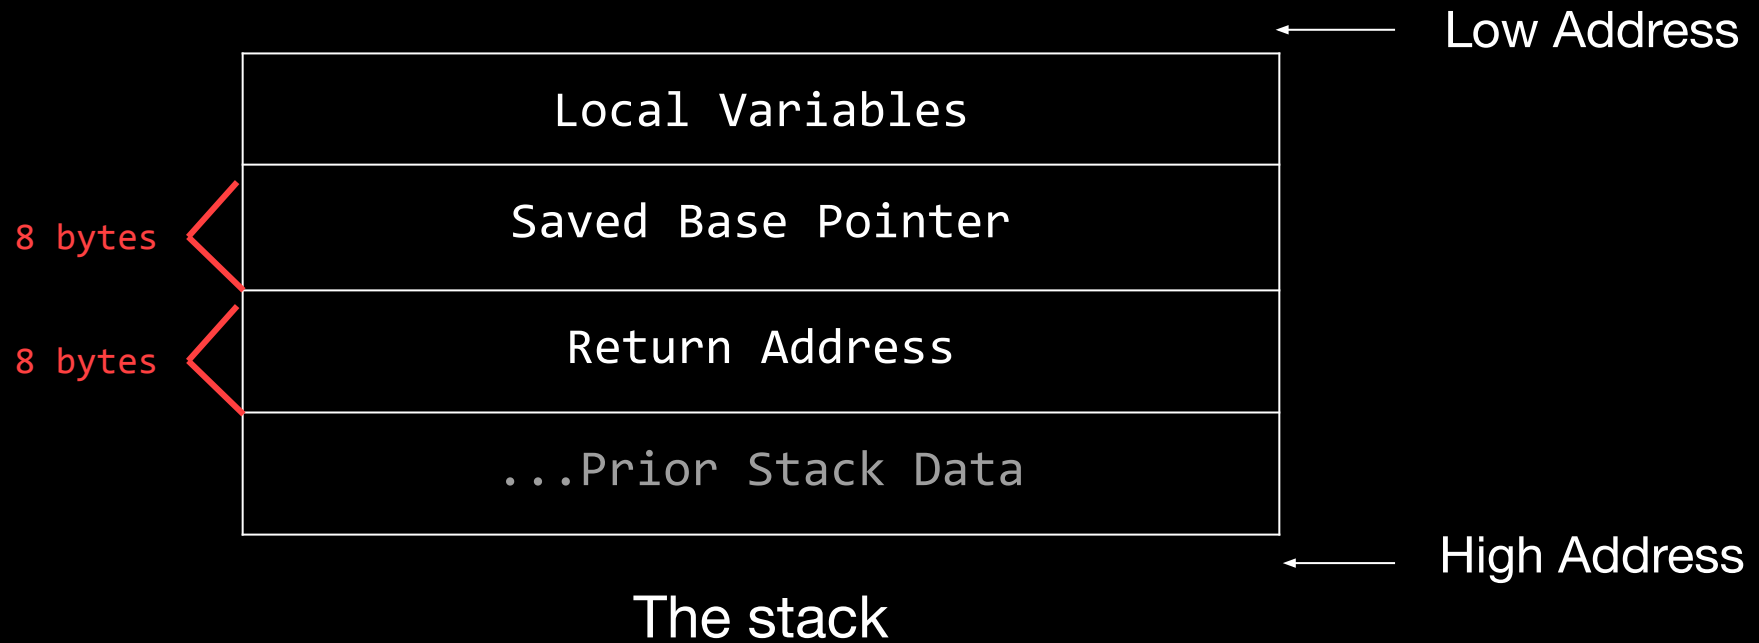 Low Address
Local Variables
8 bytes
Saved Base Pointer
8 bytes
Return Address
...Prior Stack Data
High Address
The stack